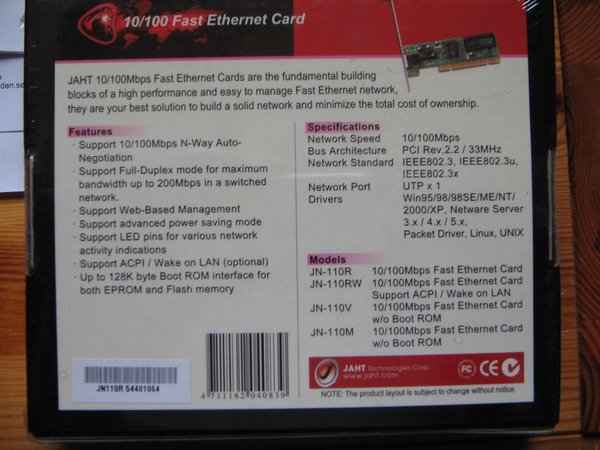 10/100 Fast Ethernet Card
JAHT 10/100Mbps Fast Ethernet Cards are the fundamental building
blocks of a high performance and easy to manage Fast Ethernet network,
they are your best solution to build a solid network and minimize the total cost of ownership.
Features
· Support 10/100Mbps N-Way Auto-
Negotiation
· Support Full-Duplex mode for maximum
bandwidth up to 200Mbps in a switched
network.
· Support Web-Based Management
· Support advanced power saving mode
· Support LED pins for various network
activity indications
· Support ACPI / Wake on LAN (optional)
· Up to 128K byte Boot ROM interface for
both EPROM and Flash memory
Specifications
Network Speed 10/100Mbps
Bus Architecture PCI Rev.2.2 / 33MHz
Network Standard IEEE802.3, IEEE802.3u,
IEEE802.3x
Network Port UTP x 1
Drivers Win95/98/98SE/ME/NT/
2000/XP, Netware Server
3.x / 4.x / 5.x,
Packet Driver, Linux, UNIX
Models
JN-110R 10/100Mbps Fast Ethernet Card
JN-110RW 10/100Mbps Fast Ethernet Card
Support ACPI / Wake on LAN
JN-110V 10/100Mbps Fast Ethernet Card
w/o Boot ROM
JN-110M 10/100Mbps Fast Ethernet Card
w/o Boot ROM
JAHT Technologies Corp.
www.jaht.com
FC CE
NOTE: The product layout is subject to change without notice.
JN110R 54401064
4 711162 040839
den.se